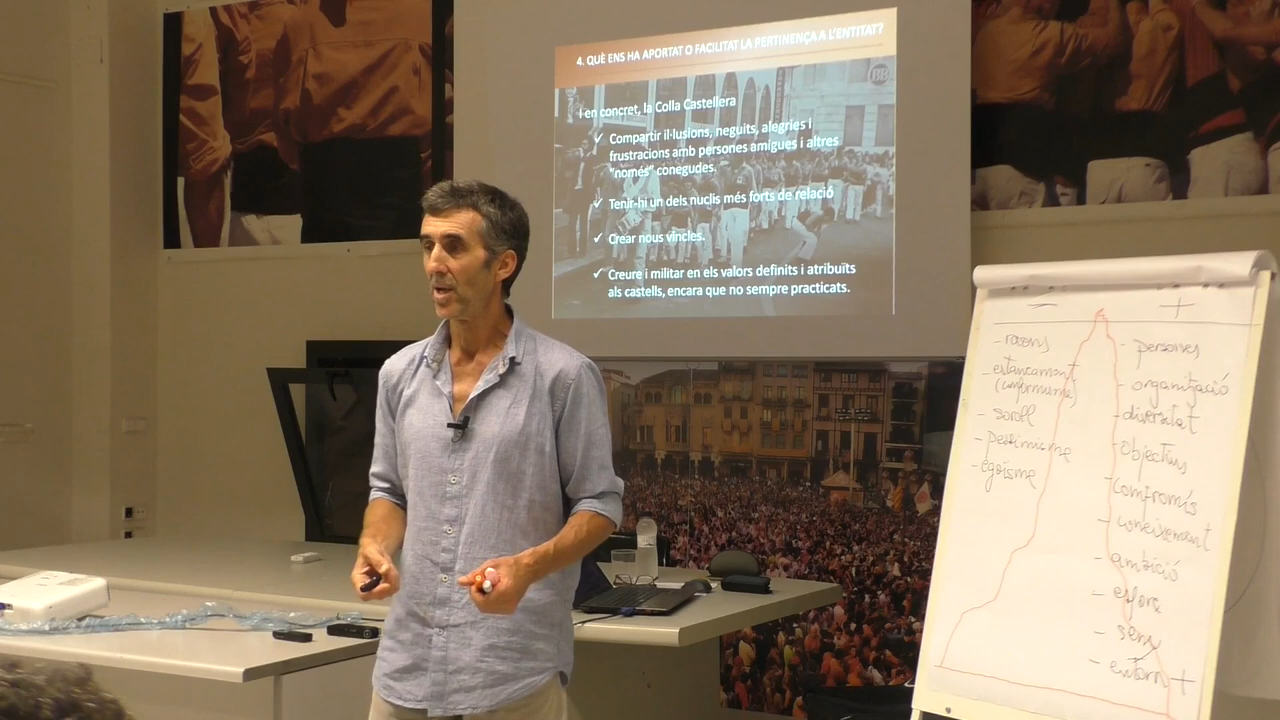 4. QUÈ ENS HA APORTAT O FACILITAT LA PERTINENÇA A L'ENTITAT?
I en concret, la Colla Castellera
✓ Compartir il·lusions, neguits, alegries i
frustracions amb persones amigues i altres
"només" conegudes.
✓ Tenir-hi un dels nuclis més forts de relació
✓ Crear nous vincles.
✓ Creure i militar en els valors definits i atribuïts
als castells, encara que no sempre practicats.
—
- estancament
(conformisme)
- soroll
- pessimisme
- egoisme
+
- persones
- organització
- diversitat
- objectius
- compromís
- coneixement
- ambició
- esforç
- seny
- entorn +